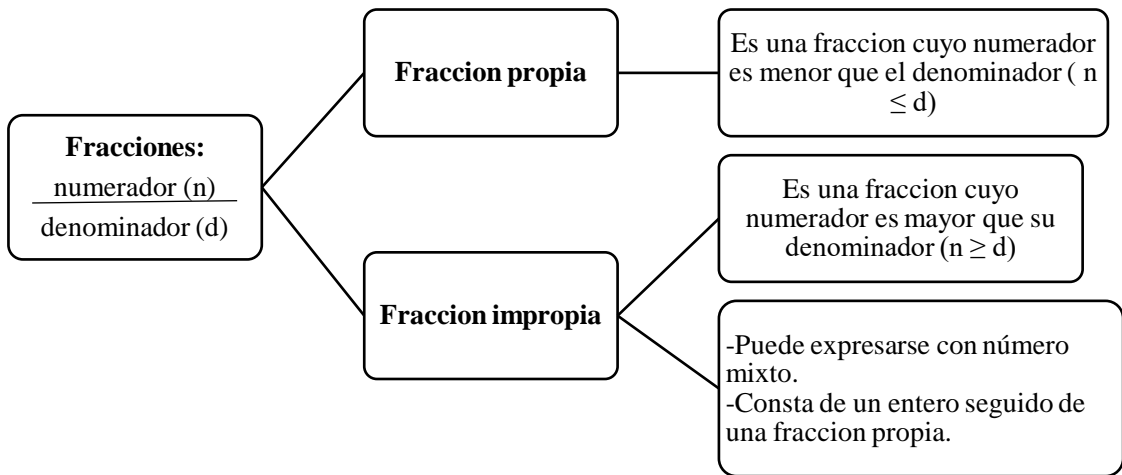 Fracciones:
numerador (n)
denominador (d)
Fraccion propia
Es una fraccion cuyo numerador
es menor que el denominador ( n
≤ d)
Fraccion impropia
Es una fraccion cuyo
numerador es mayor que su
denominador (n ≥ d)
-Puede expresarse con número
mixto.
-Consta de un entero seguido de
una fraccion propia.